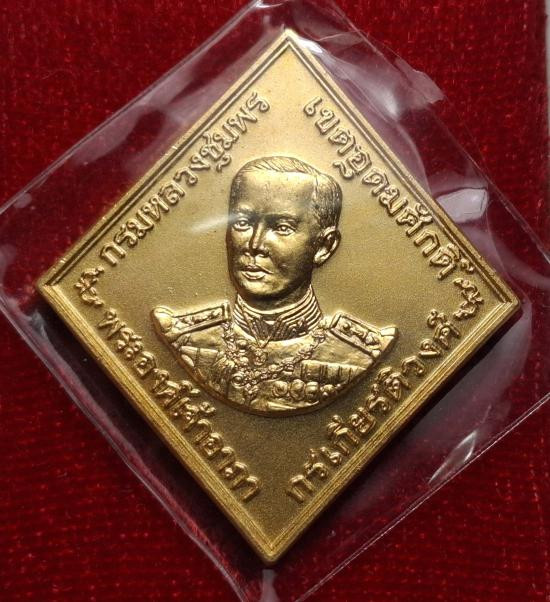 กรมหลวงชุมพร
เขตอุดมศักดิ์
พระองค์เจ้าอาภา
กรเกียรติวงศ์